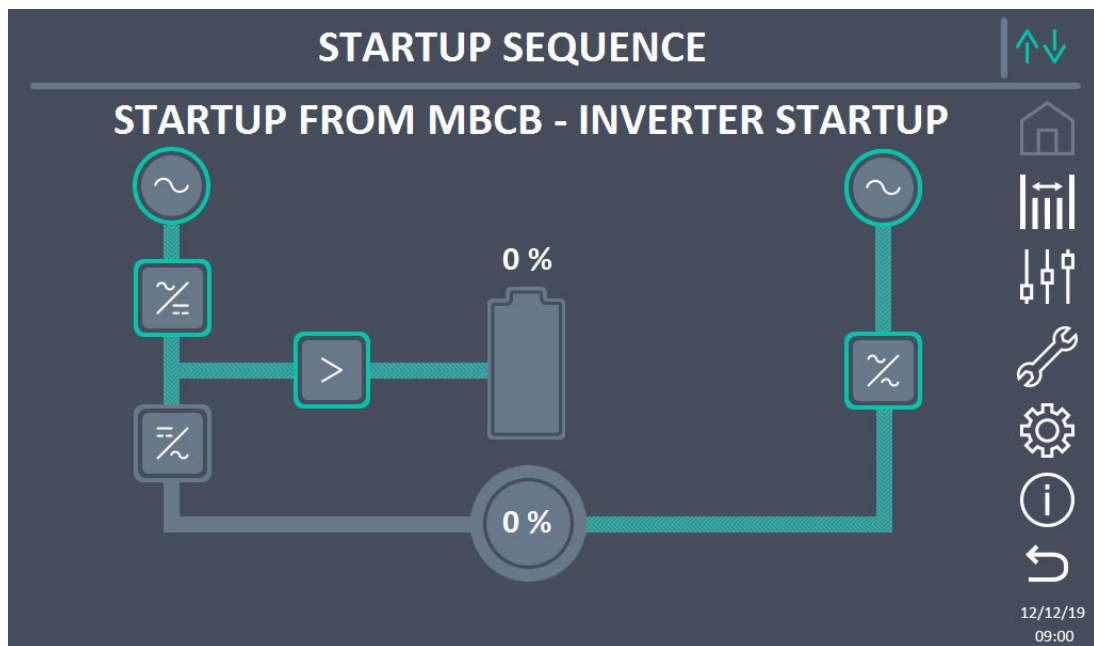 STARTUP SEQUENCE
STARTUP FROM MBCB - INVERTER STARTUP
0 %
0 %
12/12/19
09:00